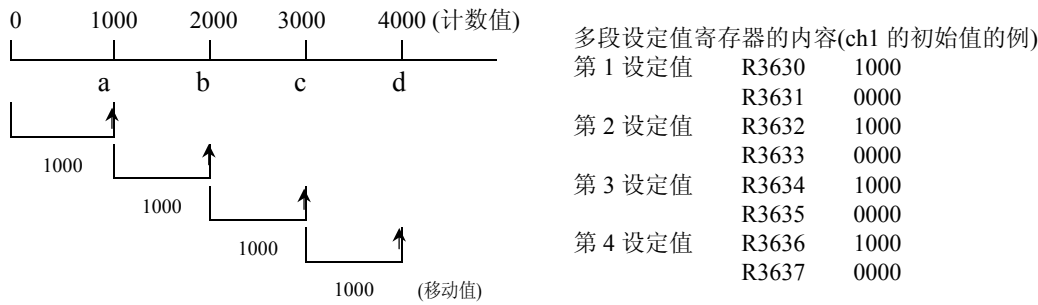 0 1000 2000 3000 4000 (计数值)
a b c d
1000
1000
1000
1000 (移动值)
多段设定值寄存器的内容(ch1 的初始值的例)
第 1 设定值 R3630 1000
R3631 0000
第 2 设定值 R3632 1000
R3633 0000
第 3 设定值 R3634 1000
R3635 0000
第 4 设定值 R3636 1000
R3637 0000